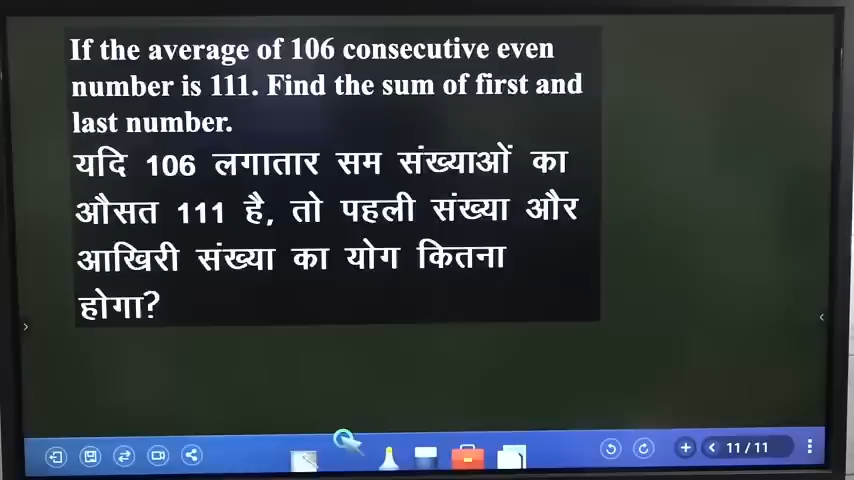 If the average of 106 consecutive even
number is 111. Find the sum of first and
last number.
यदि 106 लगातार सम संख्याओं का
औसत 111 है, तो पहली संख्या और
आखिरी संख्या का योग कितना
होगा?
11/11